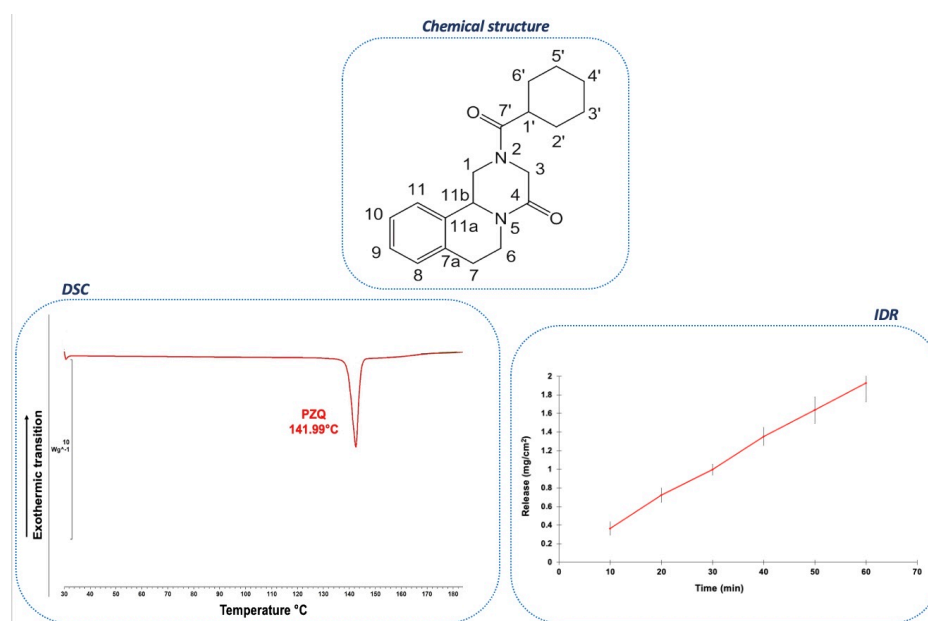 Chemical structure
5'
6'
4'
O
7'
3'
1'
2'
2
N
1
3
11
11b
4
10
N
O
11a
5
9
6
7a
8
7
DSC
IDR
PZQ
141.99°C
Exothermic transition
10
Wg^-1
30 40 50 60 70 80 90 100 110 120 130 140 150 160 170 180
Temperature °C
2
1.8
1.6
1.4
1.2
1
0.8
0.6
0.4
0.2
0
Release (mg/cm²)
0 10 20 30 40 50 60 70
Time (min)